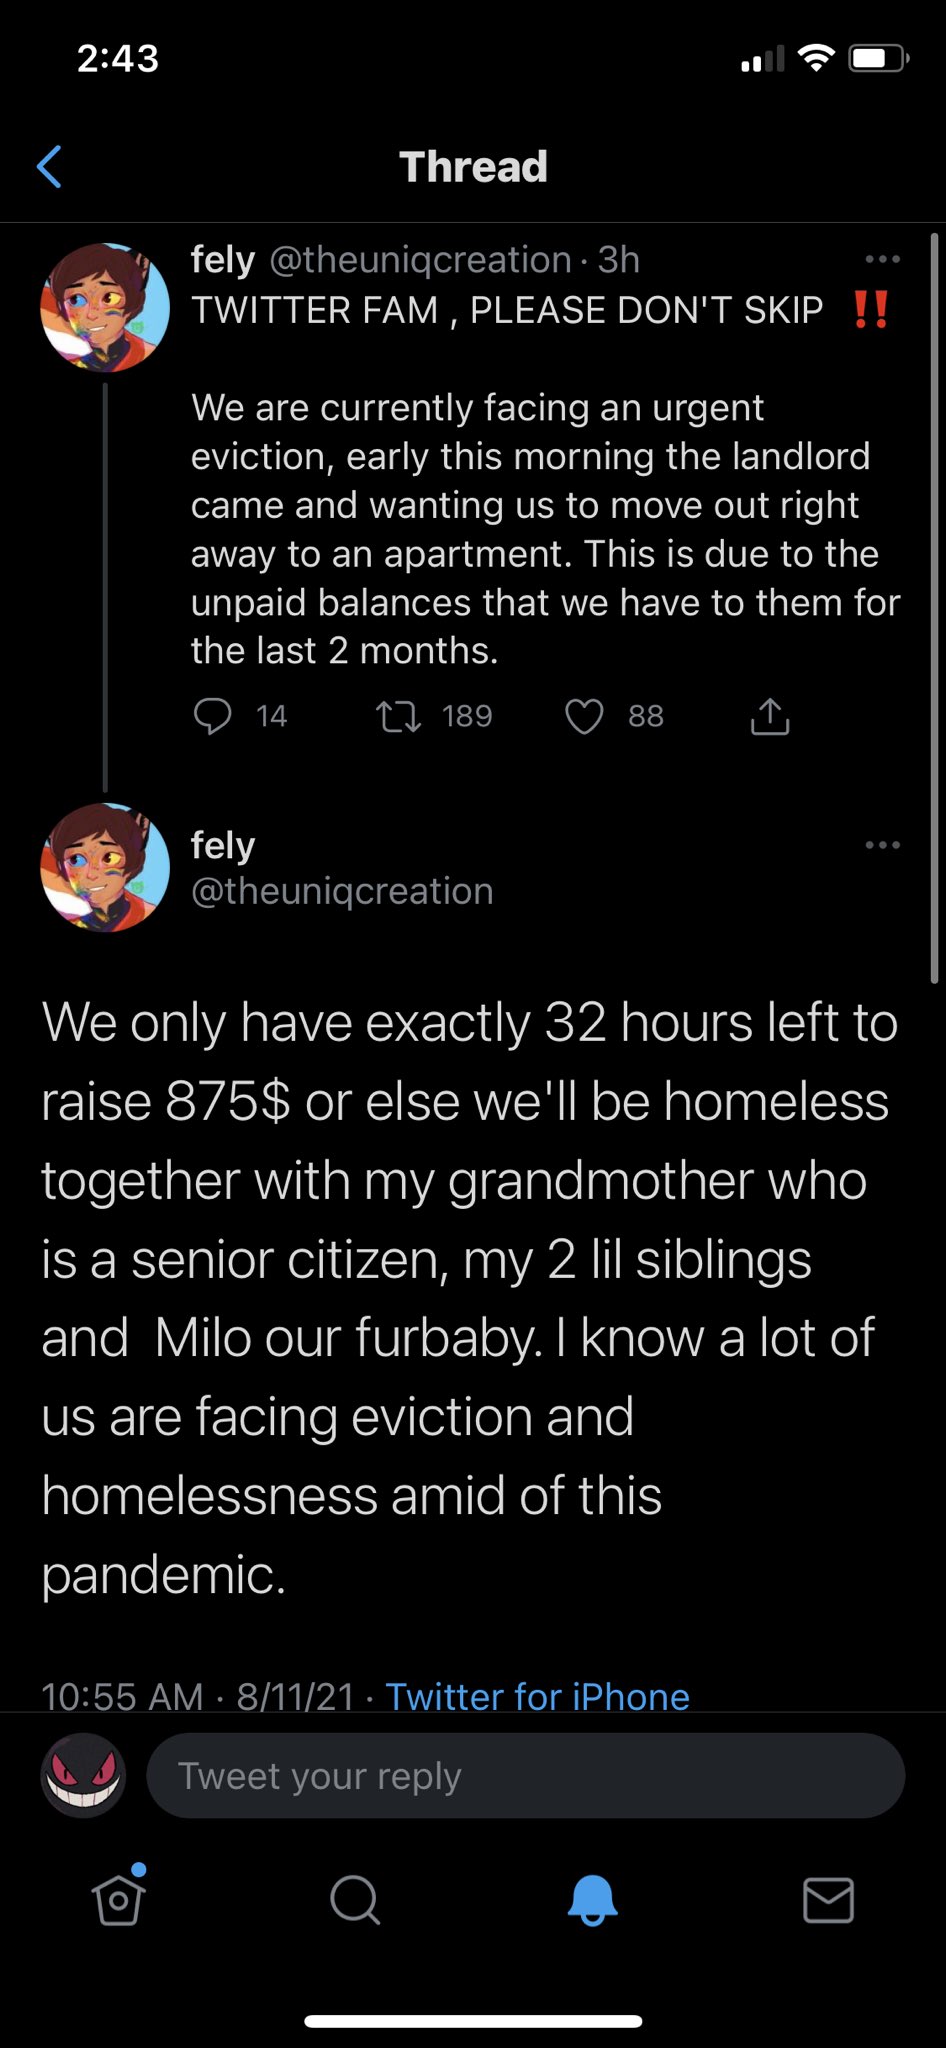 2:43
Thread
fely @theuniqcreation · 3h
TWITTER FAM , PLEASE DON'T SKIP ‼️
We are currently facing an urgent
eviction, early this morning the landlord
came and wanting us to move out right
away to an apartment. This is due to the
unpaid balances that we have to them for
the last 2 months.
14 189 88
fely
@theuniqcreation
We only have exactly 32 hours left to
raise 875$ or else we'll be homeless
together with my grandmother who
is a senior citizen, my 2 lil siblings
and  Milo our furbaby. I know a lot of
us are facing eviction and
homelessness amid of this
pandemic.
10:55 AM · 8/11/21 · Twitter for iPhone
Tweet your reply